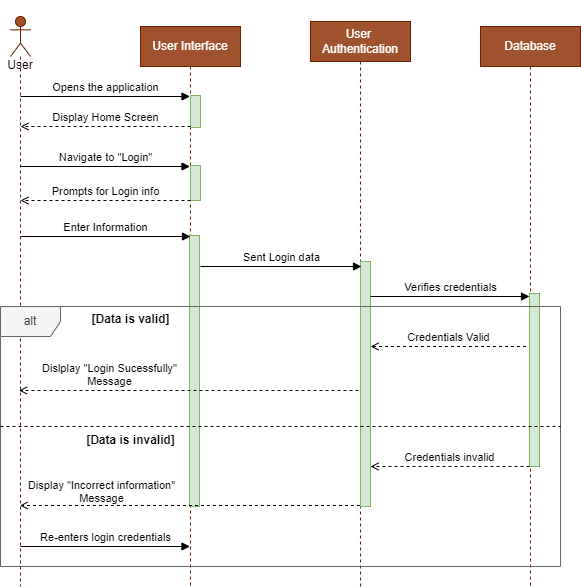 User
User Interface
User
Authentication
Database
Opens the application
Display Home Screen
Navigate to "Login"
Prompts for Login info
Enter Information
Sent Login data
Verifies credentials
alt
[Data is valid]
Credentials Valid
Dislplay "Login Sucessfully"
Message
[Data is invalid]
Credentials invalid
Display "Incorrect information"
Message
Re-enters login credentials